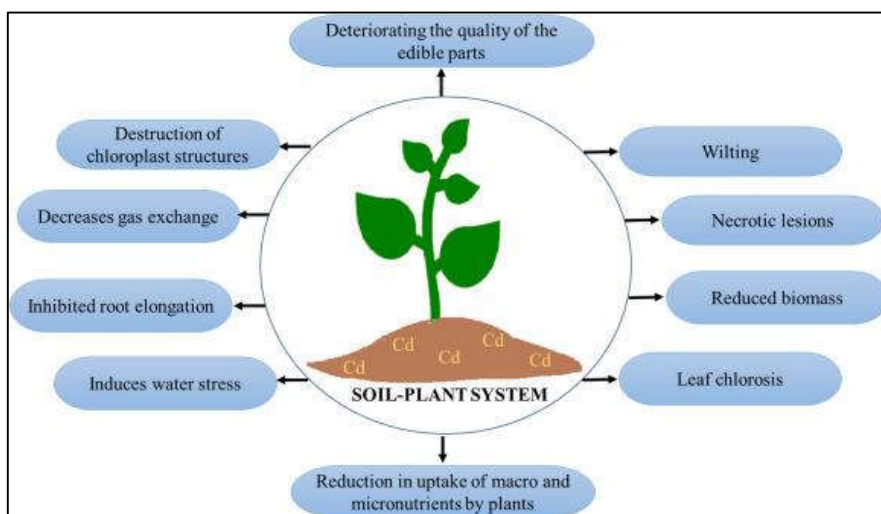 Deteriorating the quality of the
edible parts
Destruction of
chloroplast structures
Wilting
Decreases gas exchange
Necrotic lesions
Inhibited root elongation
Reduced biomass
Induces water stress
Leaf chlorosis
Cd
Cd
Cd
Cd
Cd
SOIL-PLANT SYSTEM
Reduction in uptake of macro and
micronutrients by plants